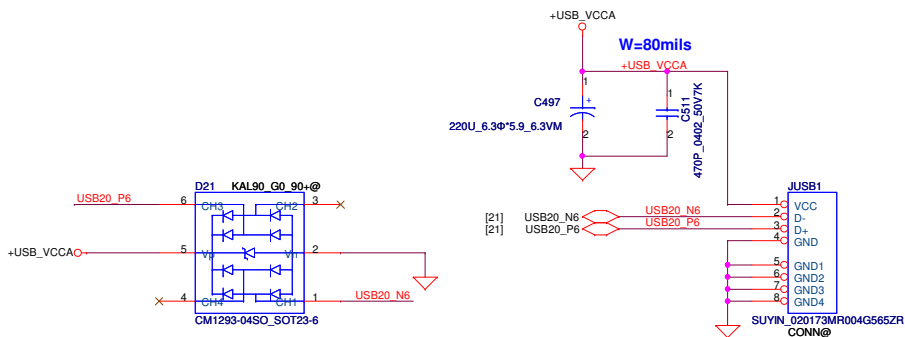 +USB_VCCA
W=80mils
+USB_VCCA
1
1
C497
+
C511
220U_6.3Φ*5.9_6.3VM
2
2
470P_0402_50V7K
D21
KAL90_G0_90+@
JUSB1
USB20_P6
6
CH3
CH2
3
1
VCC
[21]
USB20_N6
USB20_N6
2
D-
[21]
USB20_P6
USB20_P6
3
D+
4
GND
+USB_VCCA
5
Vp
Vn
2
5
GND1
6
GND2
7
GND3
8
GND4
4
CH4
CH1
1
USB20_N6
CM1293-04SO_SOT23-6
SUYIN_020173MR004G565ZR
CONN@